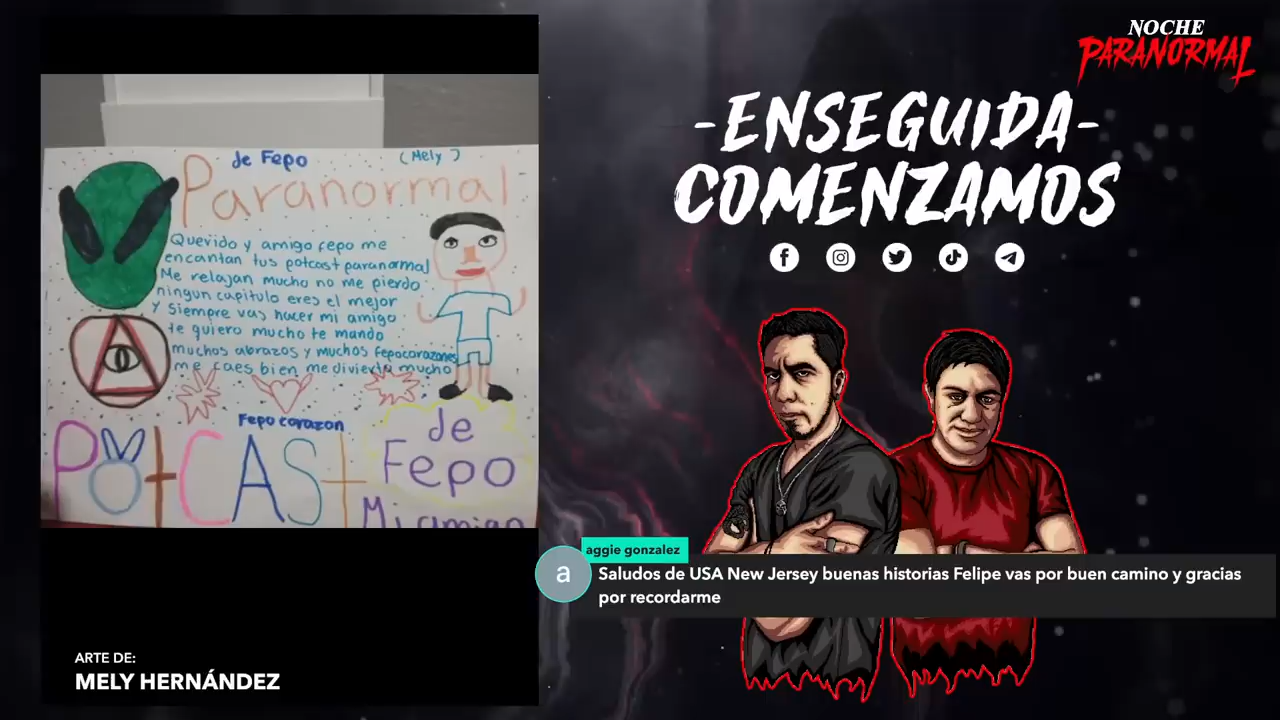 de Fepo
(Mely)
Paranormal
Quevido y amigo fepo me
encantan tus potcast paranormal
Me relajan mucho no me pierdo
ningun capitulo eres el mejor
y siempre vas hacer mi amigo
te quiero mucho te mando
muchos abrazos y muchos fepocorazones
me caes bien me divierto mucho
Fepo corazon
POtCASt
de
Fepo
Mi amigo
ARTE DE:
MELY HERNÁNDEZ
NOCHE
PARANORMAL
-ENSEGUIDA-
COMENZAMOS
a
aggie gonzalez
Saludos de USA New Jersey buenas historias Felipe vas por buen camino y gracias
por recordarme